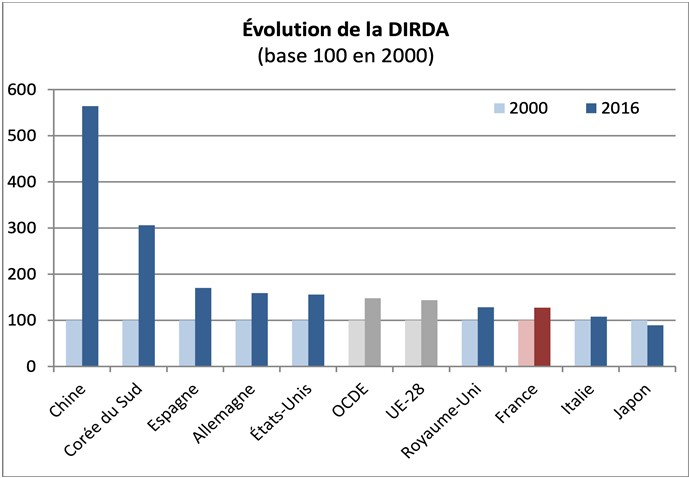 Évolution de la DIRDA
(base 100 en 2000)
600
500
400
300
200
100
0
2000
2016
Chine
Corée du Sud
Espagne
Allemagne
États-Unis
OCDE
UE-28
Royaume-Uni
France
Italie
Japon